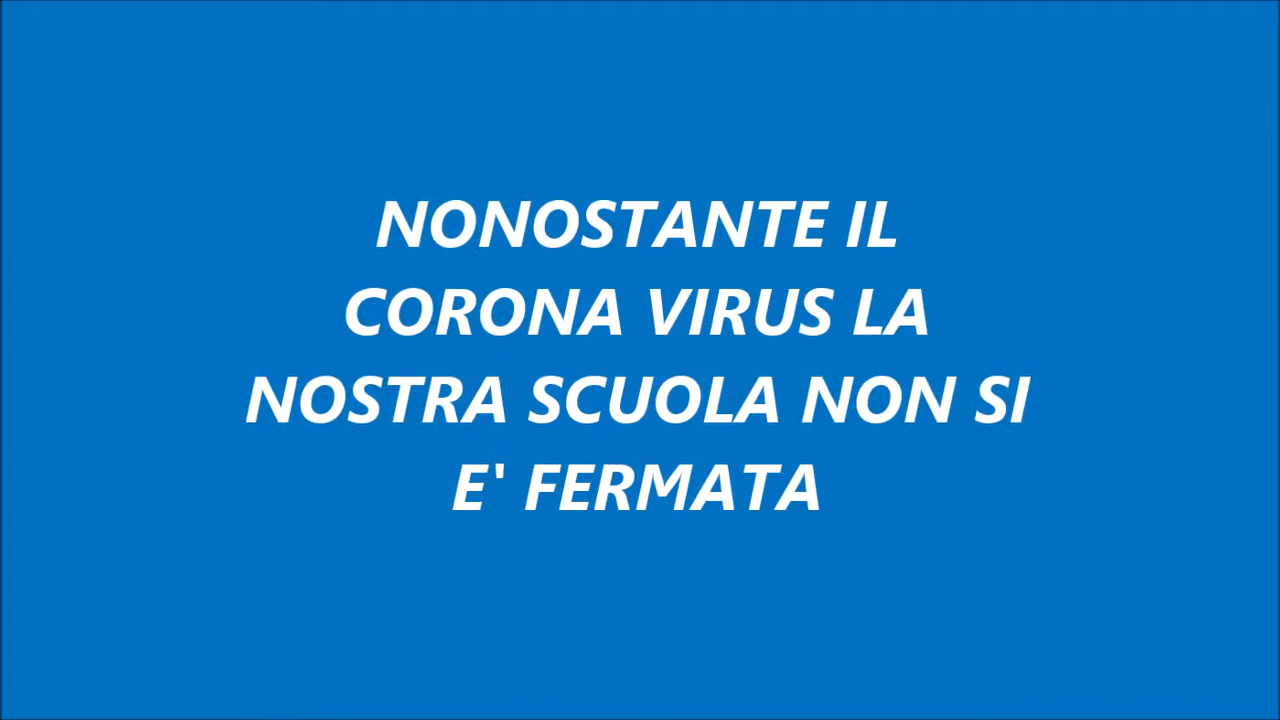 NONOSTANTE IL
CORONA VIRUS LA
NOSTRA SCUOLA NON SI
E' FERMATA